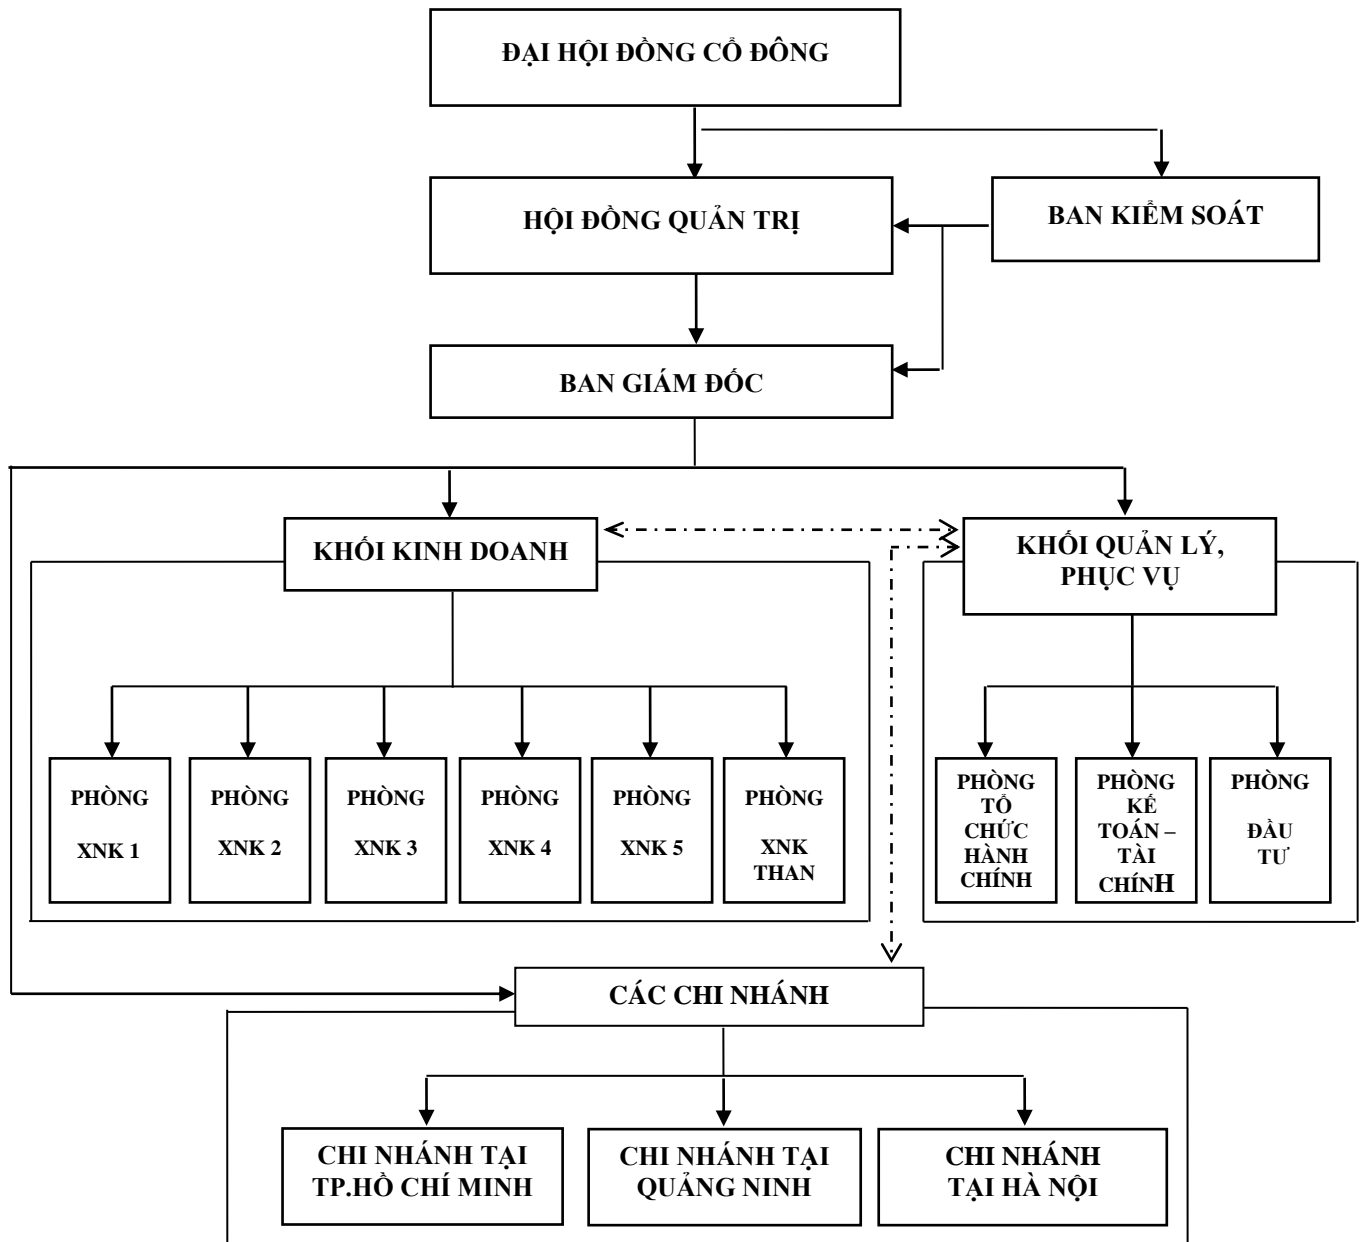 ĐẠI HỘI ĐỒNG CỔ ĐÔNG
HỘI ĐỒNG QUẢN TRỊ
BAN KIỂM SOÁT
BAN GIÁM ĐỐC
KHỐI KINH DOANH
KHỐI QUẢN LÝ,
PHỤC VỤ
PHÒNG
XNK 1
PHÒNG
XNK 2
PHÒNG
XNK 3
PHÒNG
XNK 4
PHÒNG
XNK 5
PHÒNG
XNK
THAN
PHÒNG
TỔ
CHỨC
HÀNH
CHÍNH
PHÒNG
KẾ
TOÁN –
TÀI
CHÍNH
PHÒNG
ĐẦU
TƯ
CÁC CHI NHÁNH
CHI NHÁNH TẠI
TP.HỒ CHÍ MINH
CHI NHÁNH TẠI
QUẢNG NINH
CHI NHÁNH
TẠI HÀ NỘI